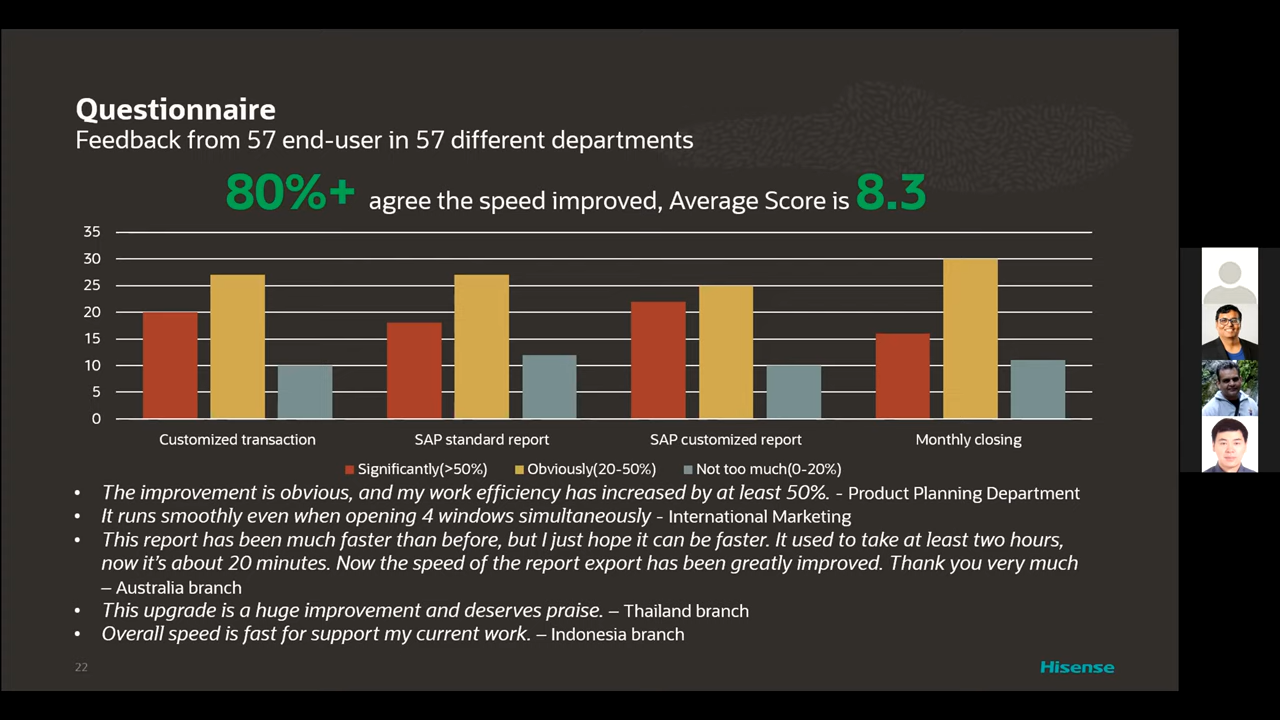 Questionnaire
Feedback from 57 end-user in 57 different departments
80%+ agree the speed improved, Average Score is 8.3
35
30
25
20
15
10
5
0
Customized transaction
SAP standard report
SAP customized report
Monthly closing
Significantly(>50%)
Obviously(20-50%)
Not too much(0-20%)
• The improvement is obvious, and my work efficiency has increased by at least 50%. - Product Planning Department
• It runs smoothly even when opening 4 windows simultaneously - International Marketing
• This report has been much faster than before, but I just hope it can be faster. It used to take at least two hours,
now it's about 20 minutes. Now the speed of the report export has been greatly improved. Thank you very much
– Australia branch
• This upgrade is a huge improvement and deserves praise. – Thailand branch
• Overall speed is fast for support my current work. – Indonesia branch
22
Hisense